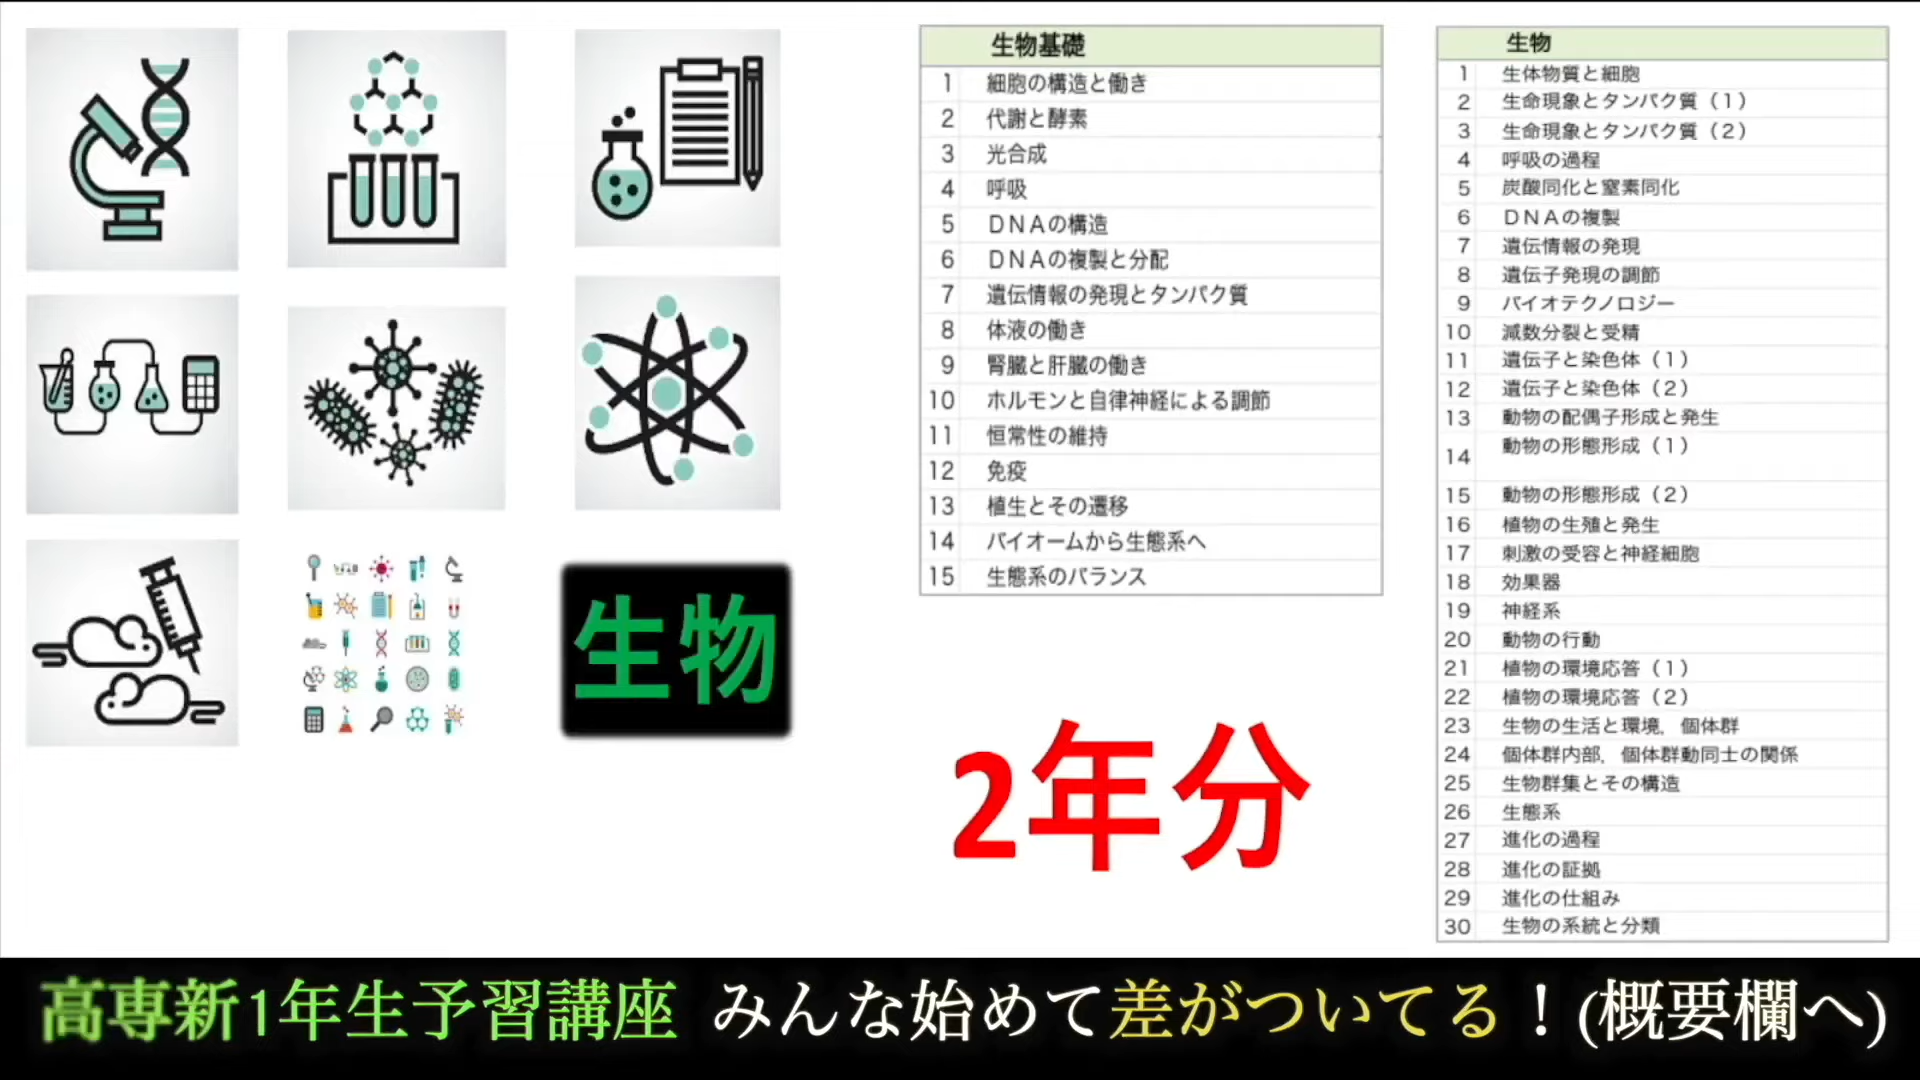 生物
生物基礎
1 細胞の構造と働き
2 代謝と酵素
3 光合成
4 呼吸
5 DNAの構造
6 DNAの複製と分配
7 遺伝情報の発現とタンパク質
8 体液の働き
9 腎臓と肝臓の働き
10 ホルモンと自律神経による調節
11 恒常性の維持
12 免疫
13 植生とその遷移
14 バイオームから生態系へ
15 生態系のバランス
2年分
生物
1 生体物質と細胞
2 生命現象とタンパク質（1）
3 生命現象とタンパク質（2）
4 呼吸の過程
5 炭酸同化と窒素同化
6 DNAの複製
7 遺伝情報の発現
8 遺伝子発現の調節
9 バイオテクノロジー
10 減数分裂と受精
11 遺伝子と染色体（1）
12 遺伝子と染色体（2）
13 動物の配偶子形成と発生
14 動物の形態形成（1）
15 動物の形態形成（2）
16 植物の生殖と発生
17 刺激の受容と神経細胞
18 効果器
19 神経系
20 動物の行動
21 植物の環境応答（1）
22 植物の環境応答（2）
23 生物の生活と環境，個体群
24 個体群内部，個体群動同士の関係
25 生物群集とその構造
26 生態系
27 進化の過程
28 進化の証拠
29 進化の仕組み
30 生物の系統と分類
高専新1年生予習講座 みんな始めて差がついてる！(概要欄へ)